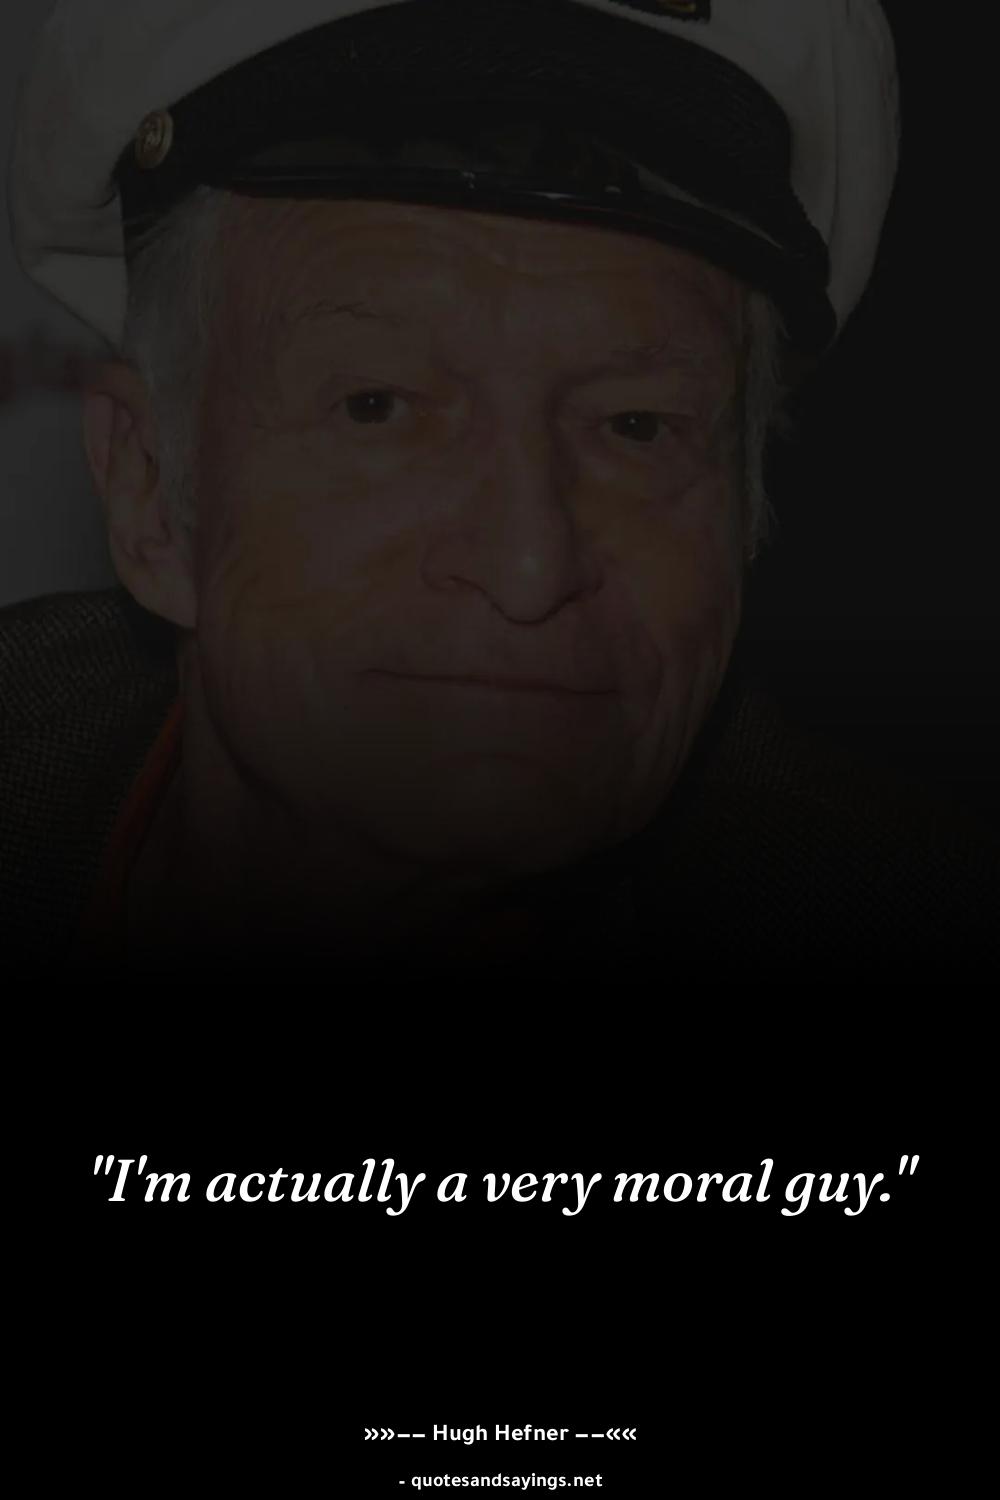 "I'm actually a very moral guy."
»»−− Hugh Hefner −−««
- quotesandsayings.net